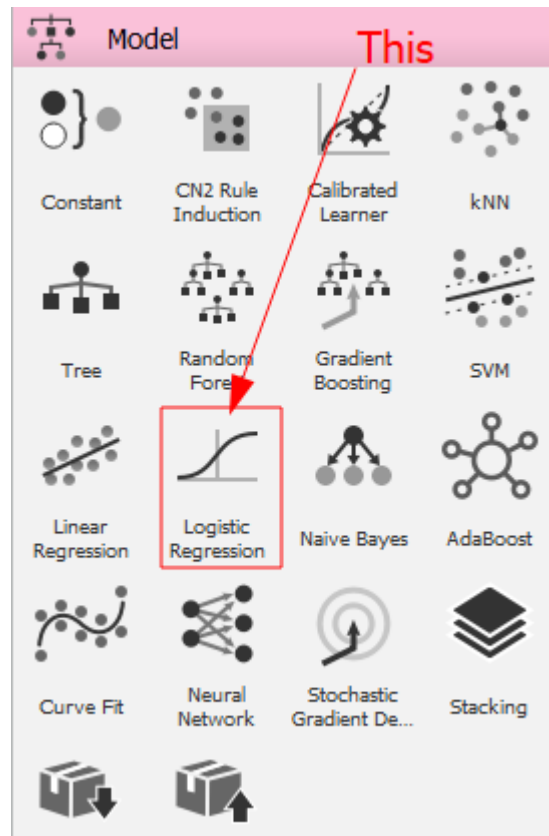 Model
This
Constant
CN2 Rule
Induction
Calibrated
Learner
kNN
Tree
Random
Fore
Gradient
Boosting
SVM
Linear
Regression
Logistic
Regression
Naive Bayes
AdaBoost
Curve Fit
Neural
Network
Stochastic
Gradient De...
Stacking